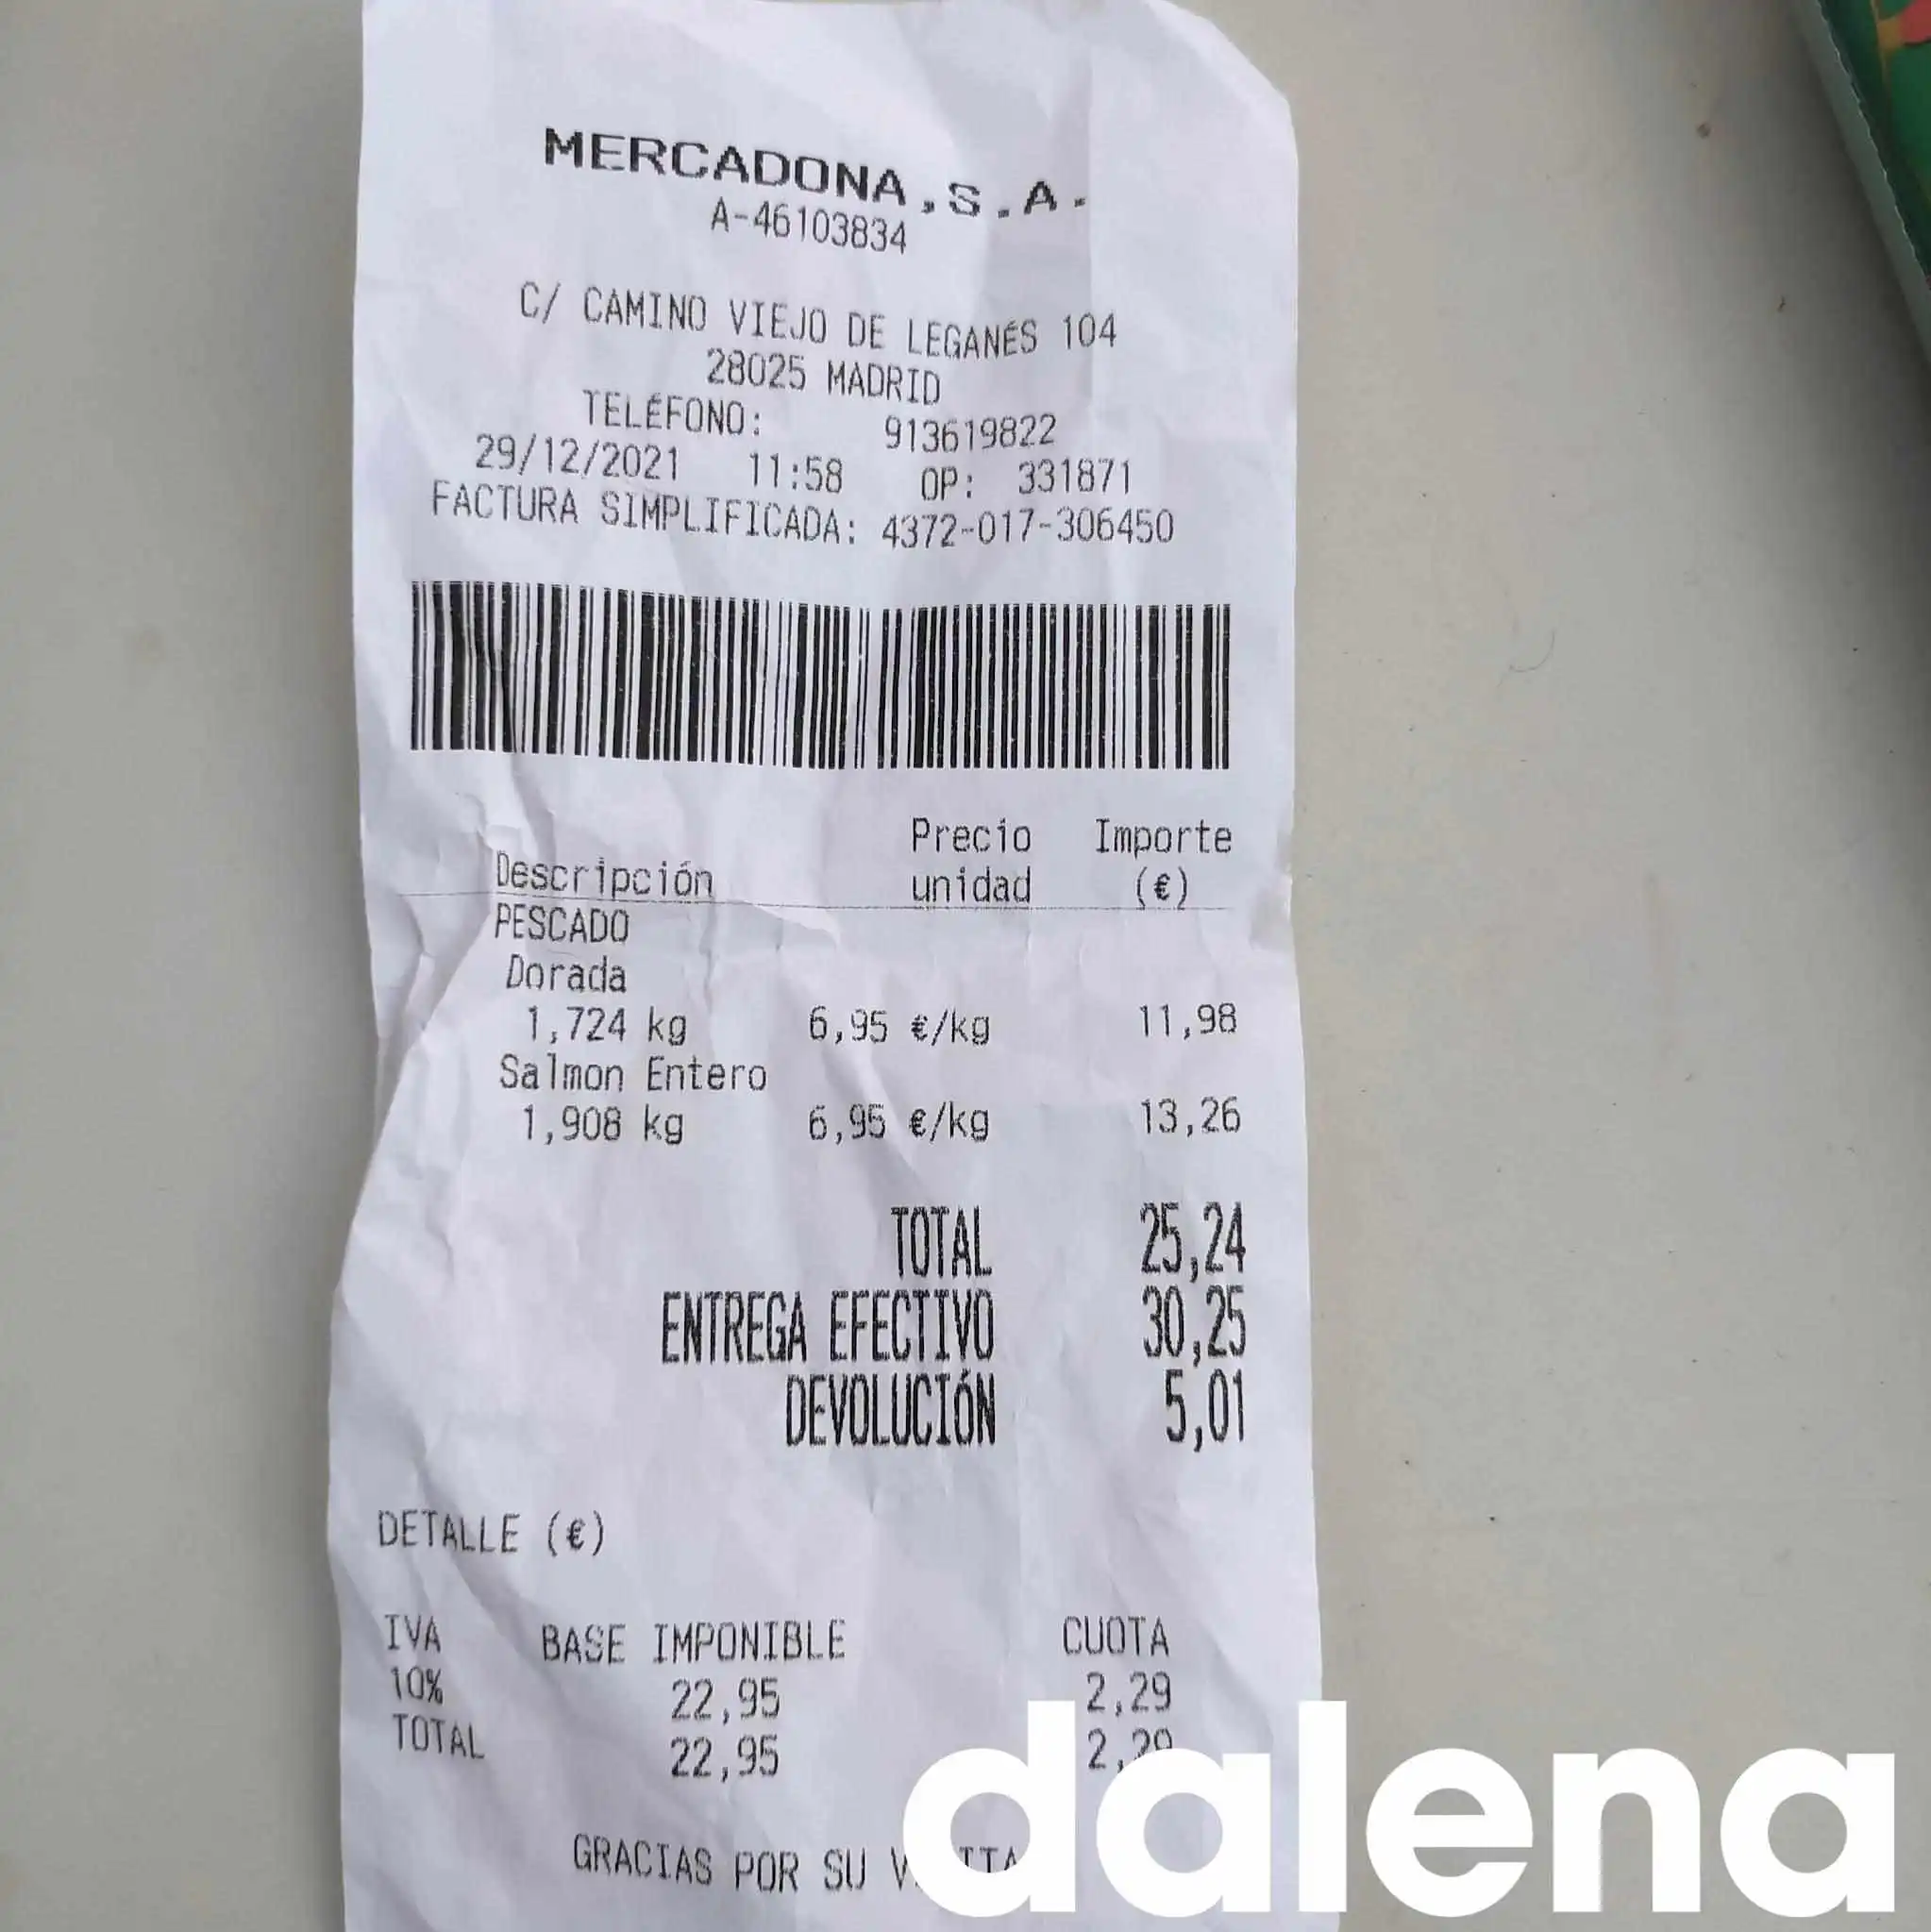 MERCADONA,S.A.
A-46103834
C/ CAMINO VIEJO DE LEGANÉS 104
28025 MADRID
TELÉFONO: 913619822
29/12/2021 11:58 OP: 331871
FACTURA SIMPLIFICADA: 4372-017-306450
Descripción Precio unidad Importe (€)
PESCADO
Dorada
1,724 kg 6,95 €/kg 11,98
Salmon Entero
1,908 kg 6,95 €/kg 13,26
TOTAL 25,24
ENTREGA EFECTIVO 30,25
DEVOLUCIÓN 5,01
DETALLE (€)
IVA BASE IMPONIBLE CUOTA
10% 22,95 2,29
TOTAL 22,95 2,29
GRACIAS POR SU
dalena